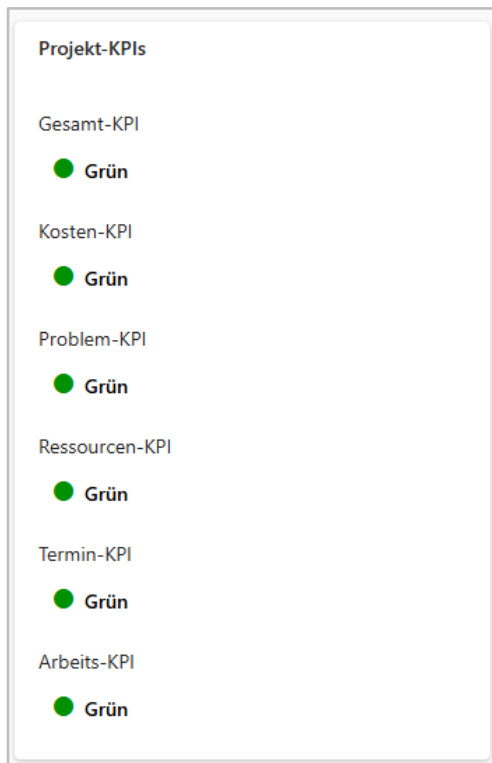 Projekt-KPIs
Gesamt-KPI
Grün
Kosten-KPI
Grün
Problem-KPI
Grün
Ressourcen-KPI
Grün
Termin-KPI
Grün
Arbeits-KPI
Grün